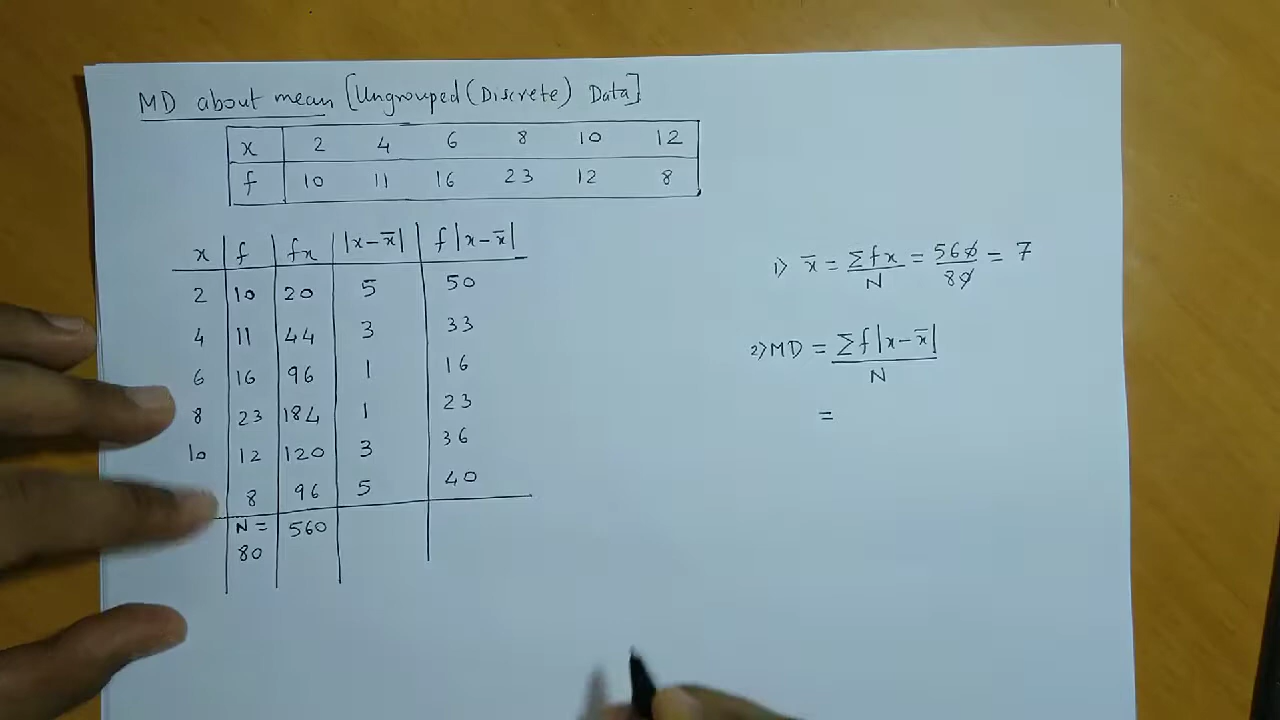 MD about mean [Ungrouped (Discrete) Data]
x 2 4 6 8 10 12
f 10 11 16 23 12 8
x f fx |x-x̅| f|x-x̅|
2 10 20 5 50
4 11 44 3 33
6 16 96 1 16
8 23 184 1 23
10 12 120 3 36
8 96 5 40
N = 560
80
1) x̅ = Σfx/N = 560/80 = 7
2) MD = Σf|x-x̅|/N
=